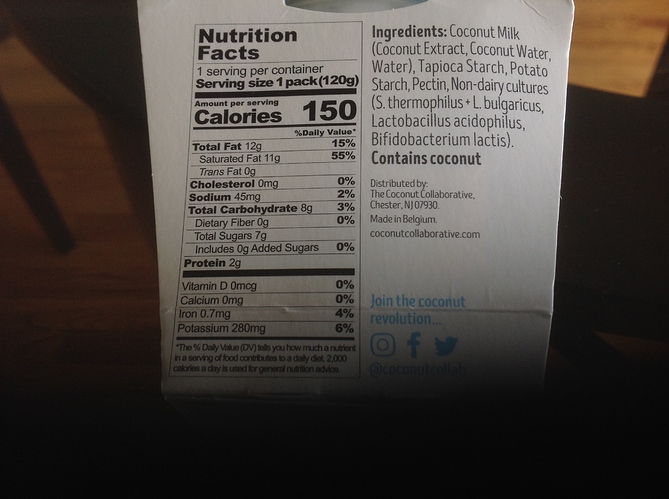 Nutrition
Facts
1 serving per container
Serving size 1 pack (120g)
Amount per serving
Calories 150
%Daily Value*
Total Fat 12g 15%
Saturated Fat 11g 55%
Trans Fat 0g
Cholesterol 0mg 0%
Sodium 45mg 2%
Total Carbohydrate 8g 3%
Dietary Fiber 0g 0%
Total Sugars 7g
Includes 0g Added Sugars 0%
Protein 2g
Vitamin D 0mcg 0%
Calcium 0mg 0%
Iron 0.7mg 4%
Potassium 280mg 6%
*The % Daily Value (DV) tells you how much a nutrient
in a serving of food contributes to a daily diet. 2,000
calories a day is used for general nutrition advice.
Ingredients: Coconut Milk
(Coconut Extract, Coconut Water,
Water), Tapioca Starch, Potato
Starch, Pectin, Non-dairy cultures
(S. thermophilus + L. bulgaricus,
Lactobacillus acidophilus,
Bifidobacterium lactis).
Contains coconut
Distributed by:
The Coconut Collaborative,
Chester, NJ 07930.
Made in Belgium.
coconutcollaborative.com
Join the coconut
revolution...
@coconutcollab